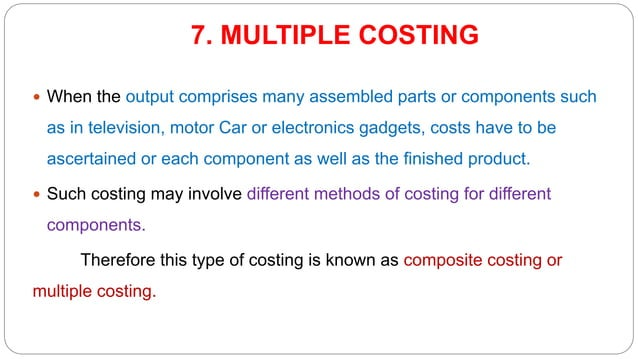 7. MULTIPLE COSTING
• When the output comprises many assembled parts or components such
as in television, motor Car or electronics gadgets, costs have to be
ascertained or each component as well as the finished product.
• Such costing may involve different methods of costing for different
components.
Therefore this type of costing is known as composite costing or
multiple costing.